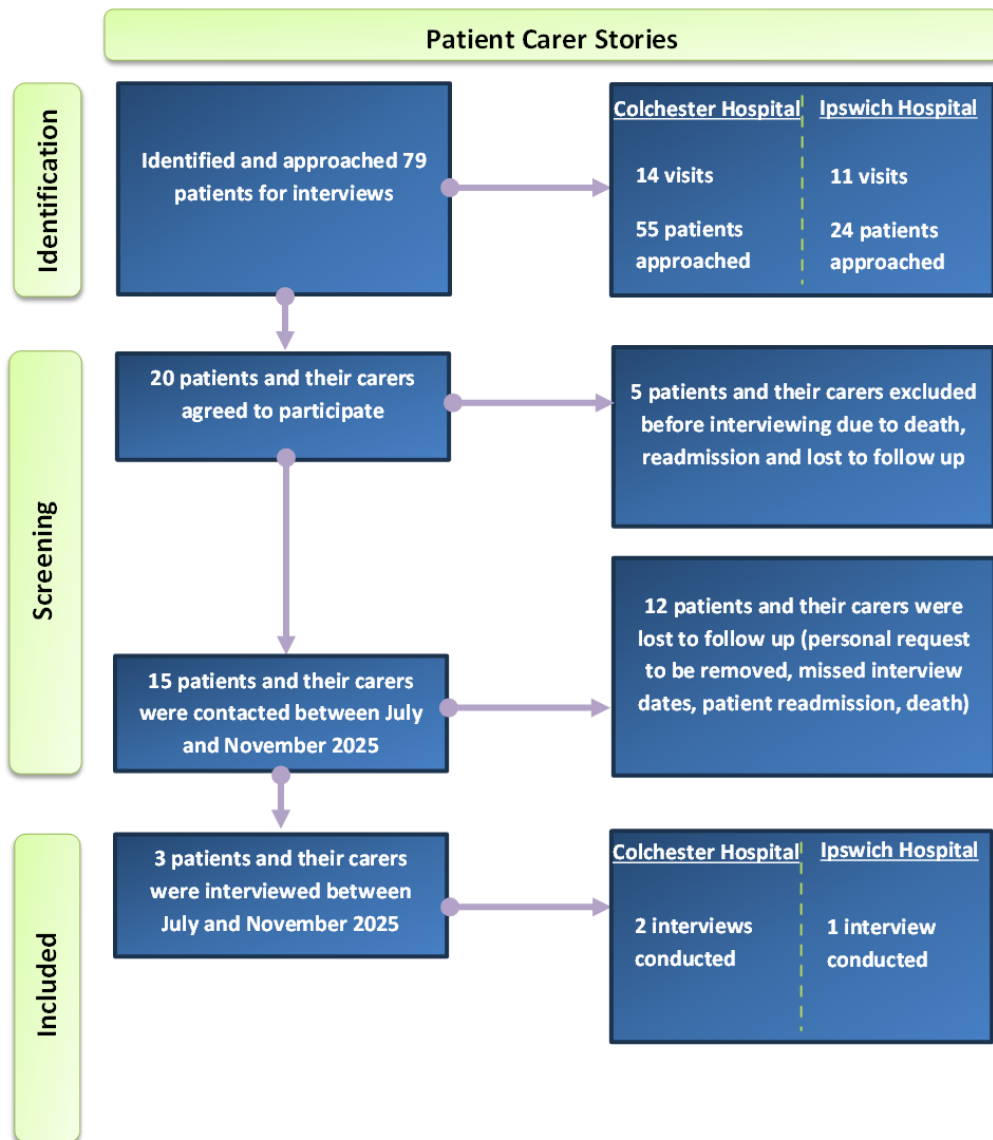 Patient Carer Stories
Identification
Identified and approached 79
patients for interviews
Colchester Hospital
14 visits
55 patients
approached
Ipswich Hospital
11 visits
24 patients
approached
Screening
20 patients and their carers
agreed to participate
5 patients and their carers excluded
before interviewing due to death,
readmission and lost to follow up
15 patients and their carers
were contacted between July
and November 2025
12 patients and their carers were
lost to follow up (personal request
to be removed, missed interview
dates, patient readmission, death)
Included
3 patients and their carers
were interviewed between
July and November 2025
Colchester Hospital
2 interviews
conducted
Ipswich Hospital
1 interview
conducted